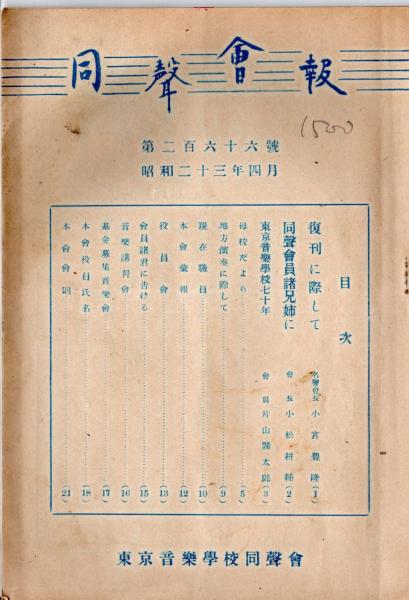 同聲會報
1500
第二百六十六號
昭和二十三年四月
目次
復刊に際して 名譽會長 小宮豊隆 (1)
同聲會員諸兄姉に 會長 小松耕輔 (2)
東京音樂學校七十年 會員 片山頴太郎 (3)
母校だより (5)
地方演奏に際して (9)
現在職員 (10)
本會彙報 (12)
役員會 (13)
會員諸君に告ける (15)
音樂講習會 (16)
基金募集音樂會 (17)
本會役員氏名 (18)
本會會則 (21)
東京音樂學校同聲會